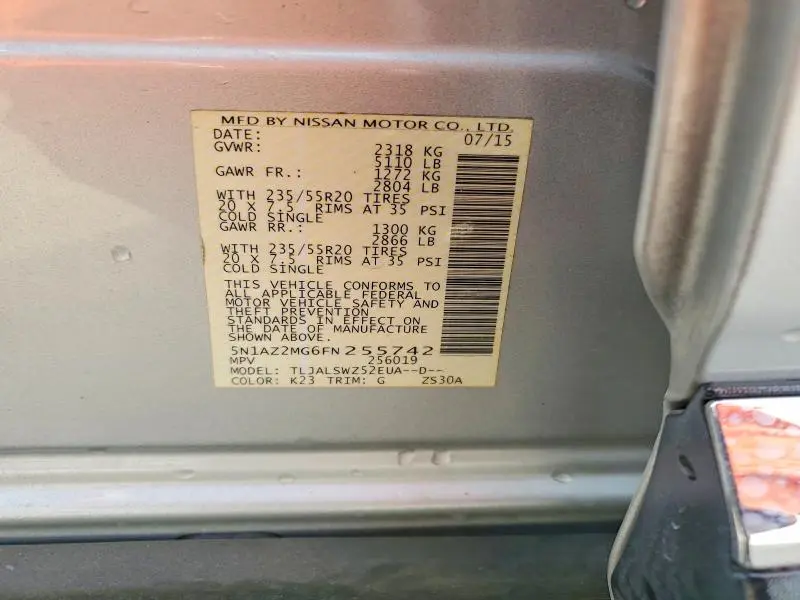 MFD BY NISSAN MOTOR CO., LTD.
DATE: 07/15
GVWR: 2318 KG
5110 LB
GAWR FR.: 1272 KG
2804 LB
WITH 235/55R20 TIRES
20 X 7.5 RIMS AT 35 PSI
COLD SINGLE
GAWR RR.: 1300 KG
2866 LB
WITH 235/55R20 TIRES
20 X 7.5 RIMS AT 35 PSI
COLD SINGLE
THIS VEHICLE CONFORMS TO
ALL APPLICABLE FEDERAL
MOTOR VEHICLE SAFETY AND
THEFT PREVENTION
STANDARDS IN EFFECT ON
THE DATE OF MANUFACTURE
SHOWN ABOVE.
5N1AZ2MG6FN255742
MPV 256019
MODEL: TLJALSWZ52EUA--D--
COLOR: K23 TRIM: G ZS30A